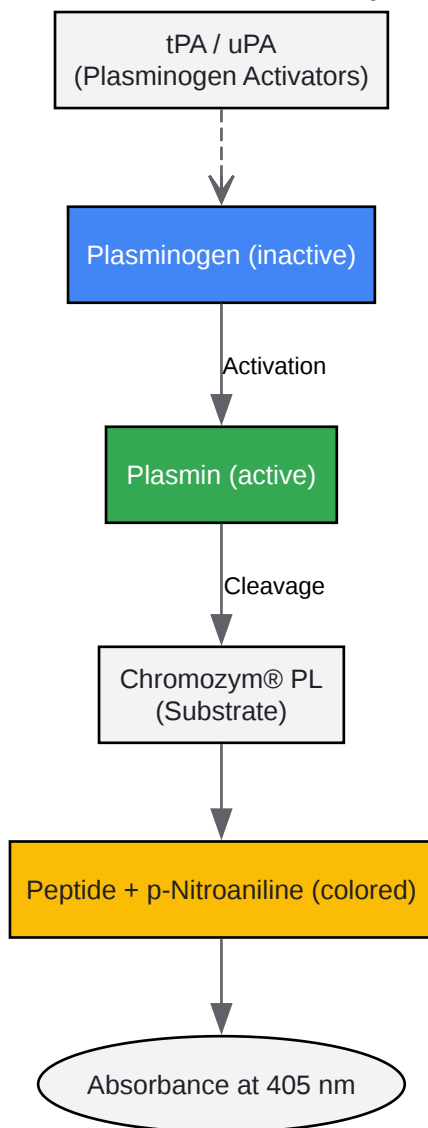 tPA / uPA
(Plasminogen Activators)
Plasminogen (inactive)
Activation
Plasmin (active)
Cleavage
Chromozym® PL
(Substrate)
Peptide + p-Nitroaniline (colored)
Absorbance at 405 nm